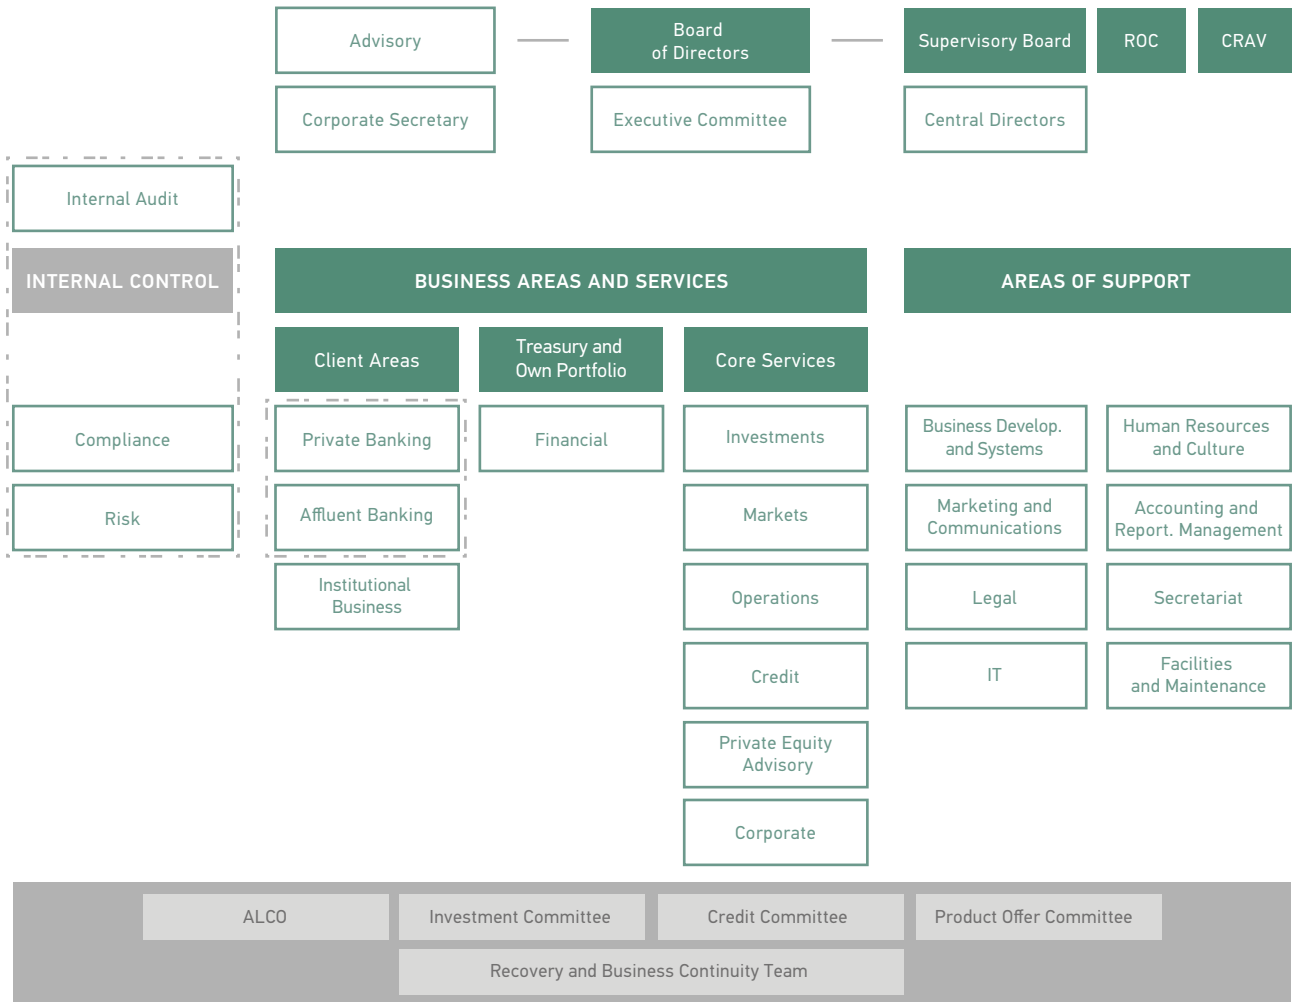 Advisory
Board
of Directors
Supervisory Board
ROC
CRAV
Corporate Secretary
Executive Committee
Central Directors
Internal Audit
INTERNAL CONTROL
BUSINESS AREAS AND SERVICES
AREAS OF SUPPORT
Client Areas
Treasury and
Own Portfolio
Core Services
Compliance
Private Banking
Financial
Investments
Business Develop.
and Systems
Human Resources
and Culture
Risk
Affluent Banking
Markets
Marketing and
Communications
Accounting and
Report. Management
Institutional
Business
Operations
Legal
Secretariat
Credit
IT
Facilities
and Maintenance
Private Equity
Advisory
Corporate
ALCO
Investment Committee
Credit Committee
Product Offer Committee
Recovery and Business Continuity Team